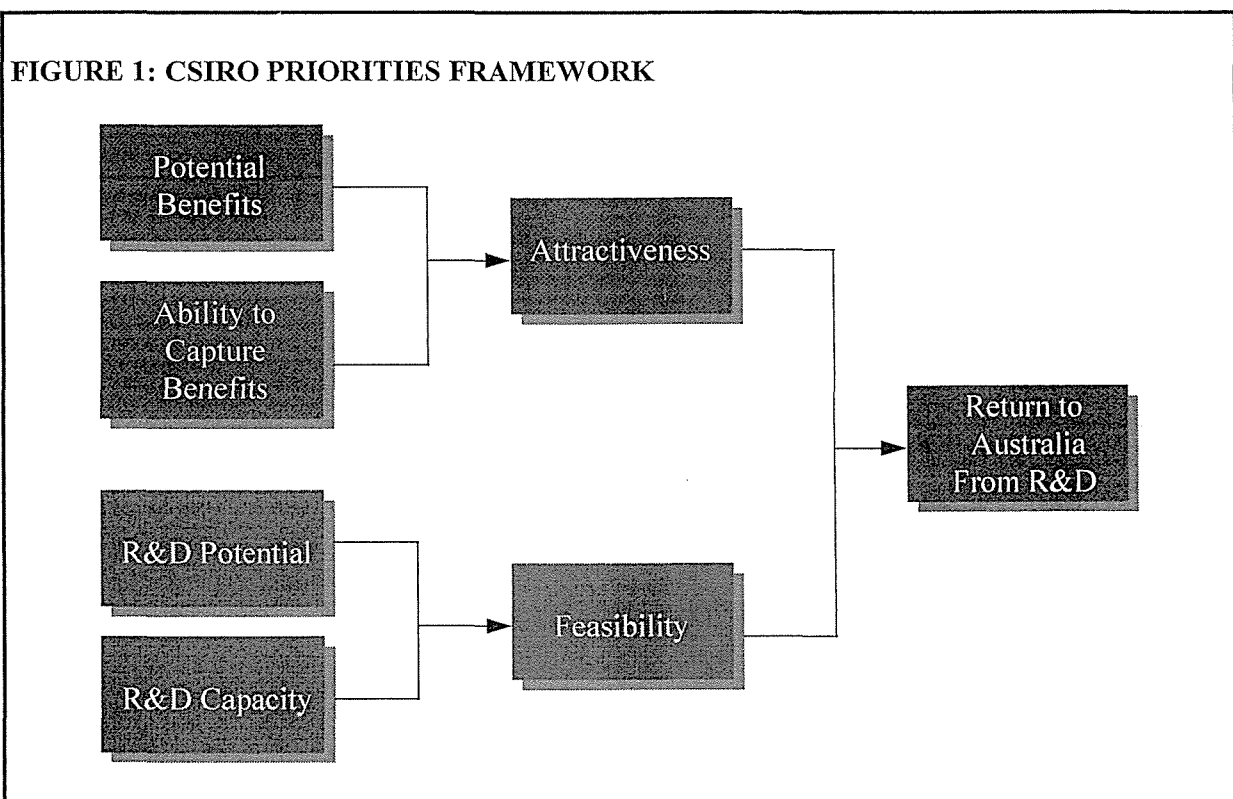 FIGURE 1: CSIRO PRIORITIES FRAMEWORK
Potential
Benefits
Ability to
Capture
Benefits
Attractiveness
R&D Potential
R&D Capacity
Feasibility
Return to
Australia
From R&D